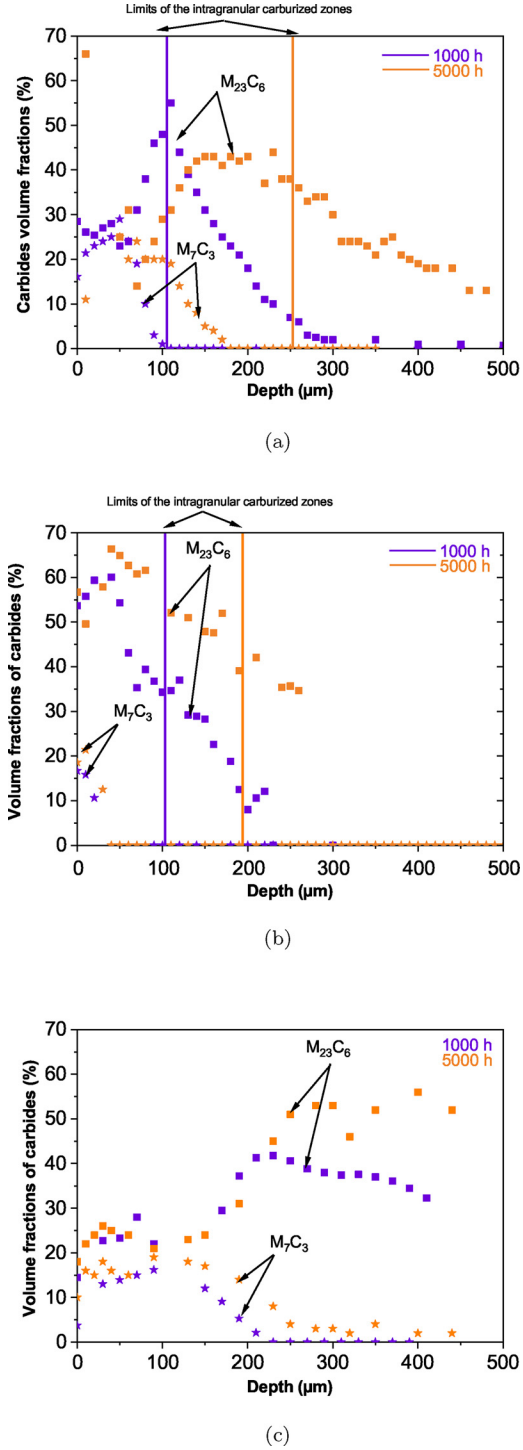 Limits of the intragranular carburized zones
1000 h
5000 h
M23C6
M7C3
Carbides volume fractions (%)
70
60
50
40
30
20
10
0
0 100 200 300 400 500
Depth (µm)
(a)
Limits of the intragranular carburized zones
1000 h
5000 h
M23C6
M7C3
Volume fractions of carbides (%)
70
60
50
40
30
20
10
0
0 100 200 300 400 500
Depth (µm)
(b)
1000 h
5000 h
M23C6
M7C3
Volume fractions of carbides (%)
70
60
50
40
30
20
10
0
0 100 200 300 400 500
Depth (µm)
(c)